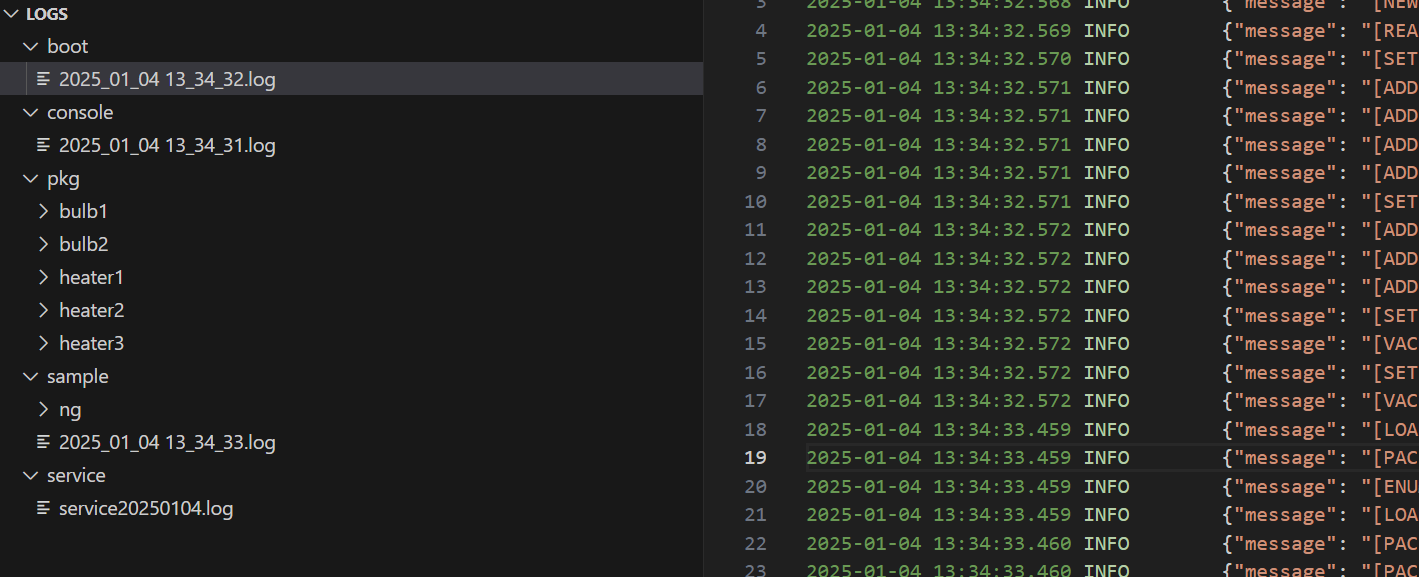 LOGS
boot
2025_01_04 13_34_32.log
console
2025_01_04 13_34_31.log
pkg
bulb1
bulb2
heater1
heater2
heater3
sample
ng
2025_01_04 13_34_33.log
service
service20250104.log
3 2025-01-04 13:34:32.568 INFO {"message": "[NEW
4 2025-01-04 13:34:32.569 INFO {"message": "[REA
5 2025-01-04 13:34:32.570 INFO {"message": "[SET
6 2025-01-04 13:34:32.571 INFO {"message": "[ADD
7 2025-01-04 13:34:32.571 INFO {"message": "[ADD
8 2025-01-04 13:34:32.571 INFO {"message": "[ADD
9 2025-01-04 13:34:32.571 INFO {"message": "[ADD
10 2025-01-04 13:34:32.571 INFO {"message": "[SET
11 2025-01-04 13:34:32.572 INFO {"message": "[ADD
12 2025-01-04 13:34:32.572 INFO {"message": "[ADD
13 2025-01-04 13:34:32.572 INFO {"message": "[ADD
14 2025-01-04 13:34:32.572 INFO {"message": "[SET
15 2025-01-04 13:34:32.572 INFO {"message": "[VAC
16 2025-01-04 13:34:32.572 INFO {"message": "[SET
17 2025-01-04 13:34:32.572 INFO {"message": "[VAC
18 2025-01-04 13:34:33.459 INFO {"message": "[LOA
19 2025-01-04 13:34:33.459 INFO {"message": "[PAC
20 2025-01-04 13:34:33.459 INFO {"message": "[ENU
21 2025-01-04 13:34:33.459 INFO {"message": "[LOA
22 2025-01-04 13:34:33.460 INFO {"message": "[PAC
23 2025-01-04 13:34:33.460 INFO {"message": "[PAC